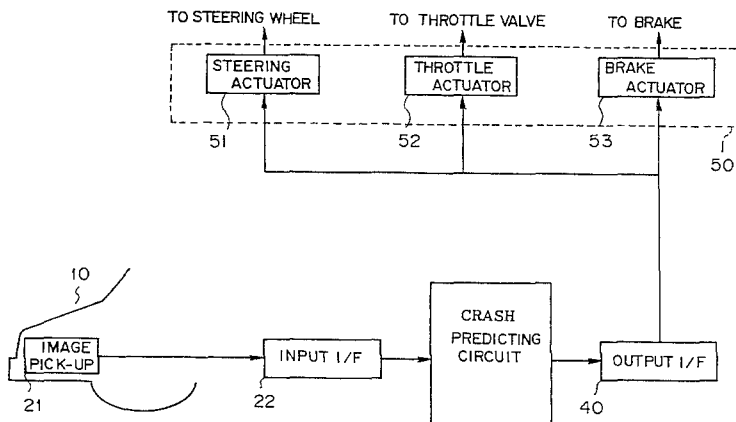 TO STEERING WHEEL
TO THROTTLE VALVE
TO BRAKE
STEERING
ACTUATOR
THROTTLE
ACTUATOR
BRAKE
ACTUATOR
51
52
53
50
10
IMAGE
PICK-UP
INPUT I/F
CRASH
PREDICTING
CIRCUIT
OUTPUT I/F
21
22
40